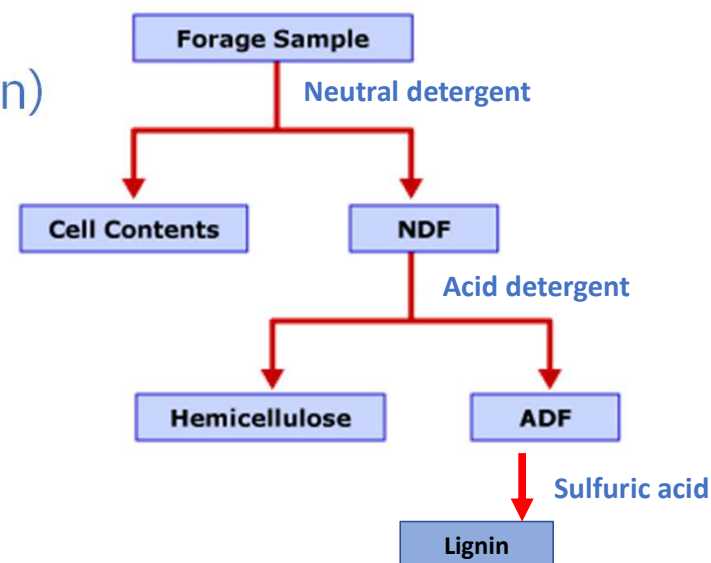 Forage Sample
n)
Neutral detergent
Cell Contents
NDF
Acid detergent
Hemicellulose
ADF
Sulfuric acid
Lignin